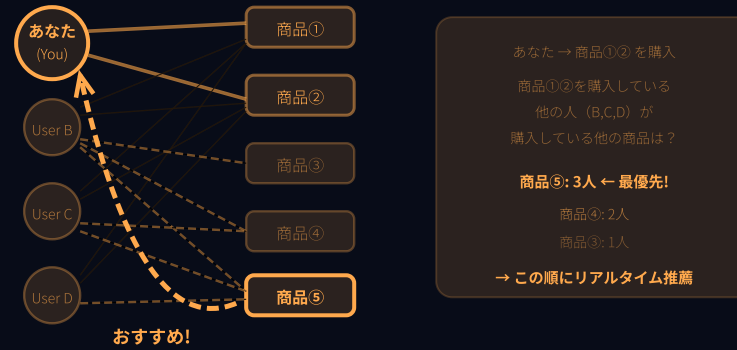 あなた
(You)
User B
User C
User D
おすすめ!
商品①
商品②
商品③
商品④
商品⑤
あなた → 商品①② を購入
商品①②を購入している
他の人（B,C,D）が
購入している他の商品は？
商品⑤: 3人 ← 最優先!
商品④: 2人
商品③: 1人
→ この順にリアルタイム推薦